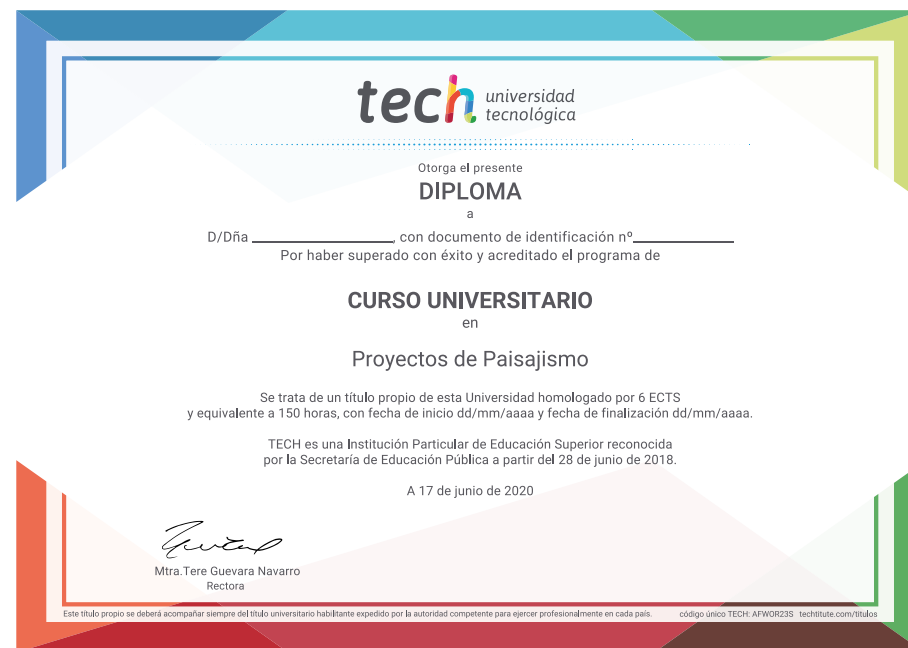 tech universidad
tecnológica
Otorga el presente
DIPLOMA
a
D/Dña ____________________, con documento de identificación nº______________
Por haber superado con éxito y acreditado el programa de
CURSO UNIVERSITARIO
en
Proyectos de Paisajismo
Se trata de un título propio de esta Universidad homologado por 6 ECTS
y equivalente a 150 horas, con fecha de inicio dd/mm/aaaa y fecha de finalización dd/mm/aaaa.
TECH es una Institución Particular de Educación Superior reconocida
por la Secretaría de Educación Pública a partir del 28 de junio de 2018.
A 17 de junio de 2020
Mtra.Tere Guevara Navarro
Rectora
Este título propio se deberá acompañar siempre del título universitario habilitante expedido por la autoridad competente para ejercer profesionalmente en cada país. código único TECH: AFWOR23S techtitute.com/títulos